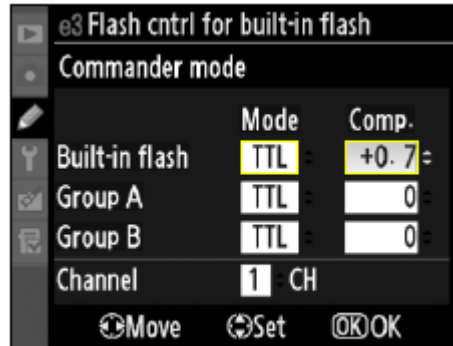 e3 Flash cntrl for built-in flash
Commander mode
Mode Comp.
Built-in flash TTL +0.7
Group A TTL 0
Group B TTL 0
Channel 1 CH
Move Set OK OK